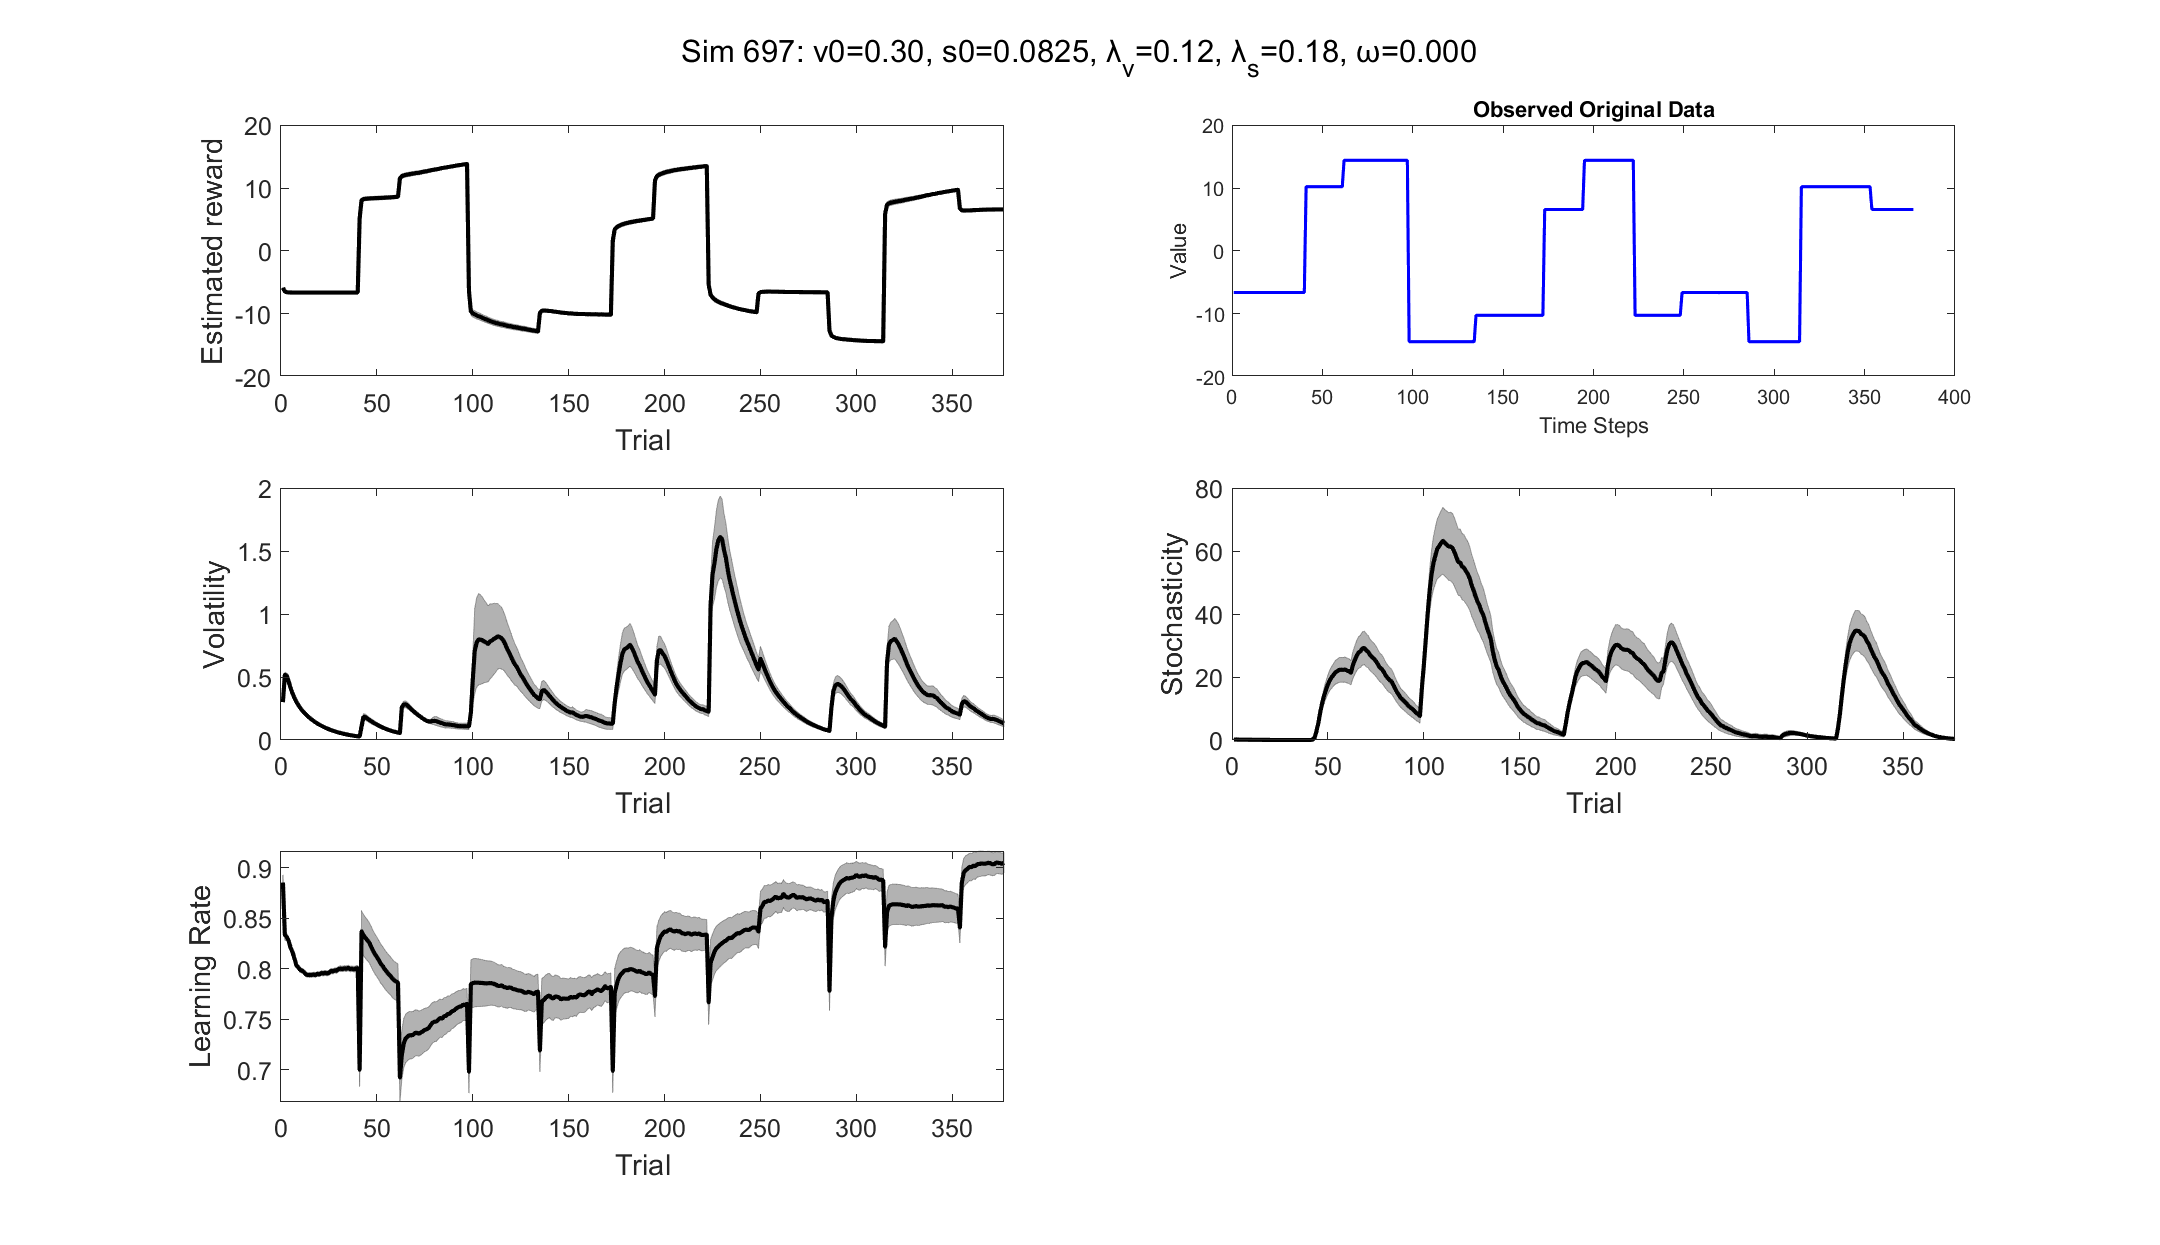 Sim 697: v0=0.30, s0=0.0825, λv=0.12, λs=0.18, ω=0.000
Estimated reward
20
10
0
-10
-20
0 50 100 150 200 250 300 350
Trial
Observed Original Data
Value
20
10
0
-10
-20
0 50 100 150 200 250 300 350 400
Time Steps
Volatility
2
1.5
1
0.5
0
0 50 100 150 200 250 300 350
Trial
Stochasticity
80
60
40
20
0
0 50 100 150 200 250 300 350
Trial
Learning Rate
0.9
0.85
0.8
0.75
0.7
0 50 100 150 200 250 300 350
Trial